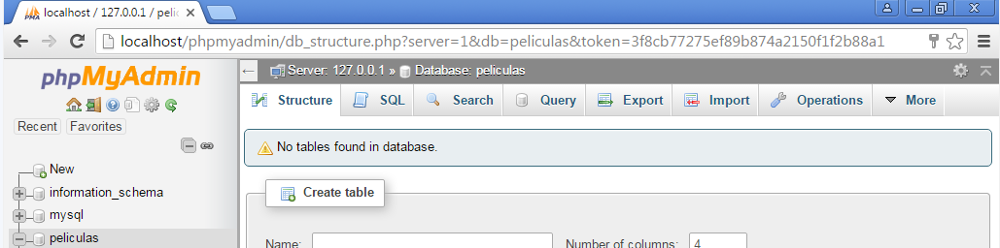 PMA localhost / 127.0.0.1 / pelic
localhost/phpmyadmin/db_structure.php?server=1&db=peliculas&token=3f8cb77275ef89b874a2150f1f2b88a1
phpMyAdmin
Recent Favorites
New
information_schema
mysql
peliculas
Server: 127.0.0.1 » Database: peliculas
Structure SQL Search Query Export Import Operations More
No tables found in database.
Create table
Name: Number of columns: 4